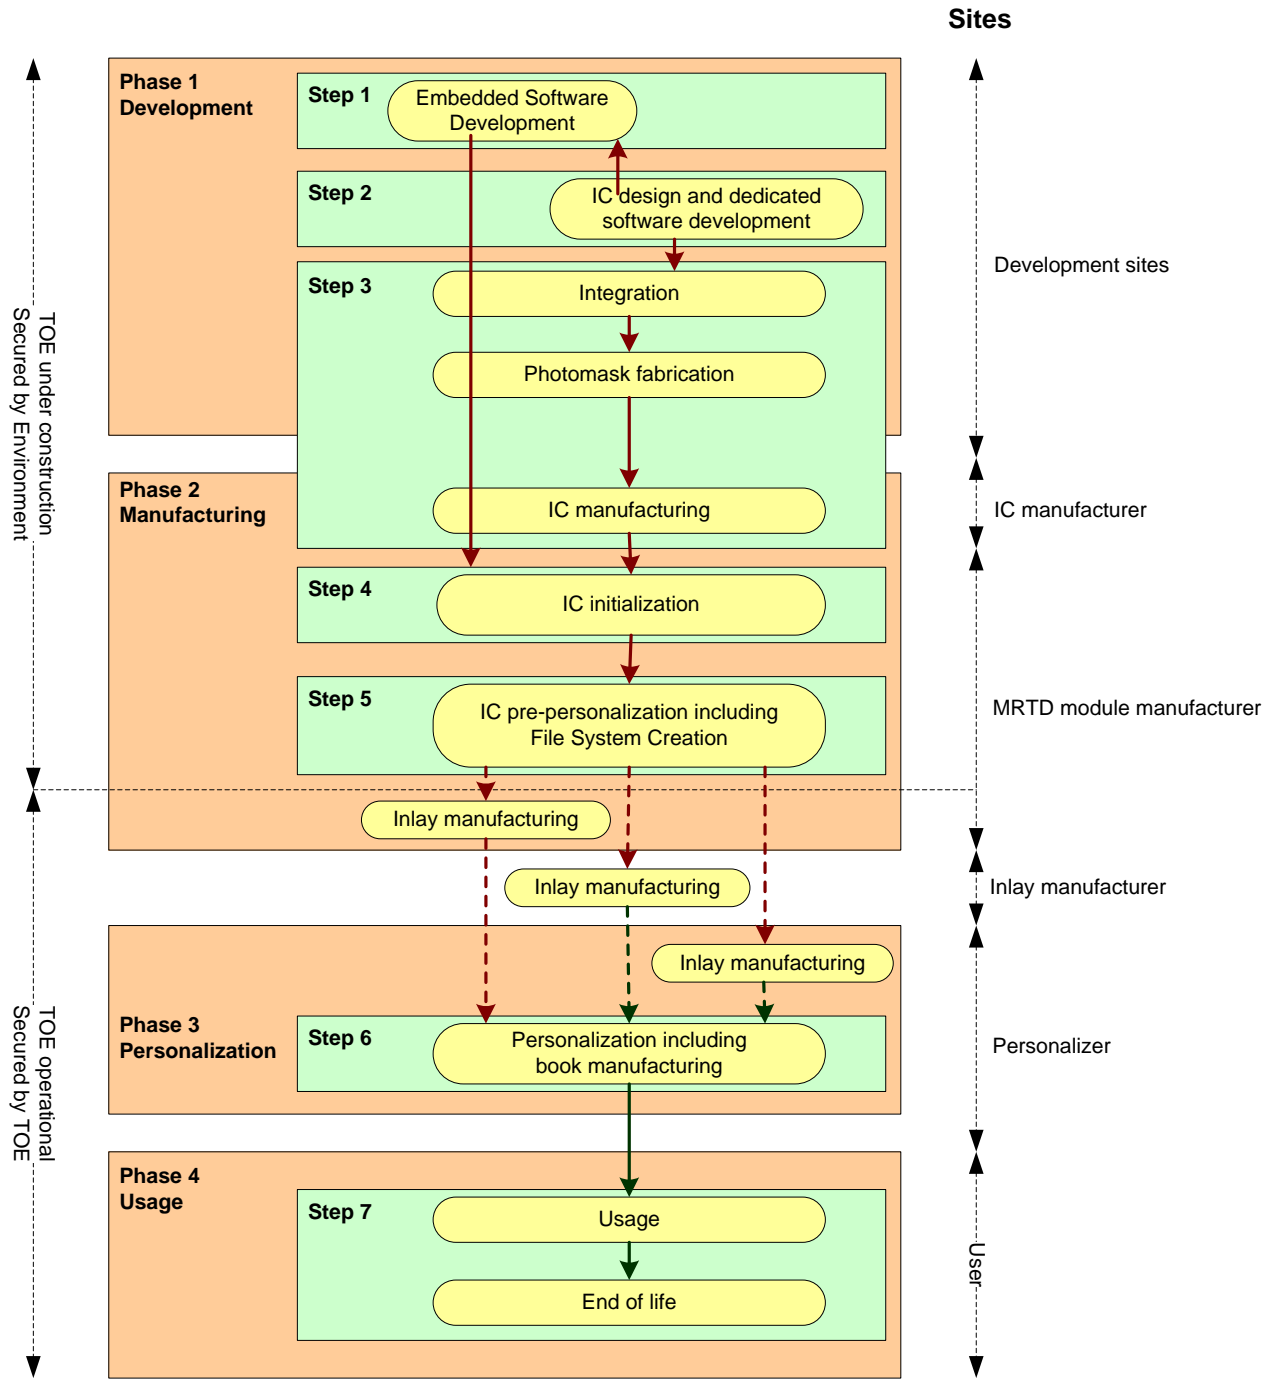 Sites
Phase 1
Development
Step 1
Embedded Software
Development
Step 2
IC design and dedicated
software development
Step 3
Integration
Photomask fabrication
Development sites
TOE under construction
Secured by Environment
Phase 2
Manufacturing
IC manufacturing
IC manufacturer
Step 4
IC initialization
Step 5
IC pre-personalization including
File System Creation
MRTD module manufacturer
Inlay manufacturing
Inlay manufacturing
Inlay manufacturer
Inlay manufacturing
TOE operational
Secured by TOE
Phase 3
Personalization
Step 6
Personalization including
book manufacturing
Personalizer
Phase 4
Usage
Step 7
Usage
End of life
User